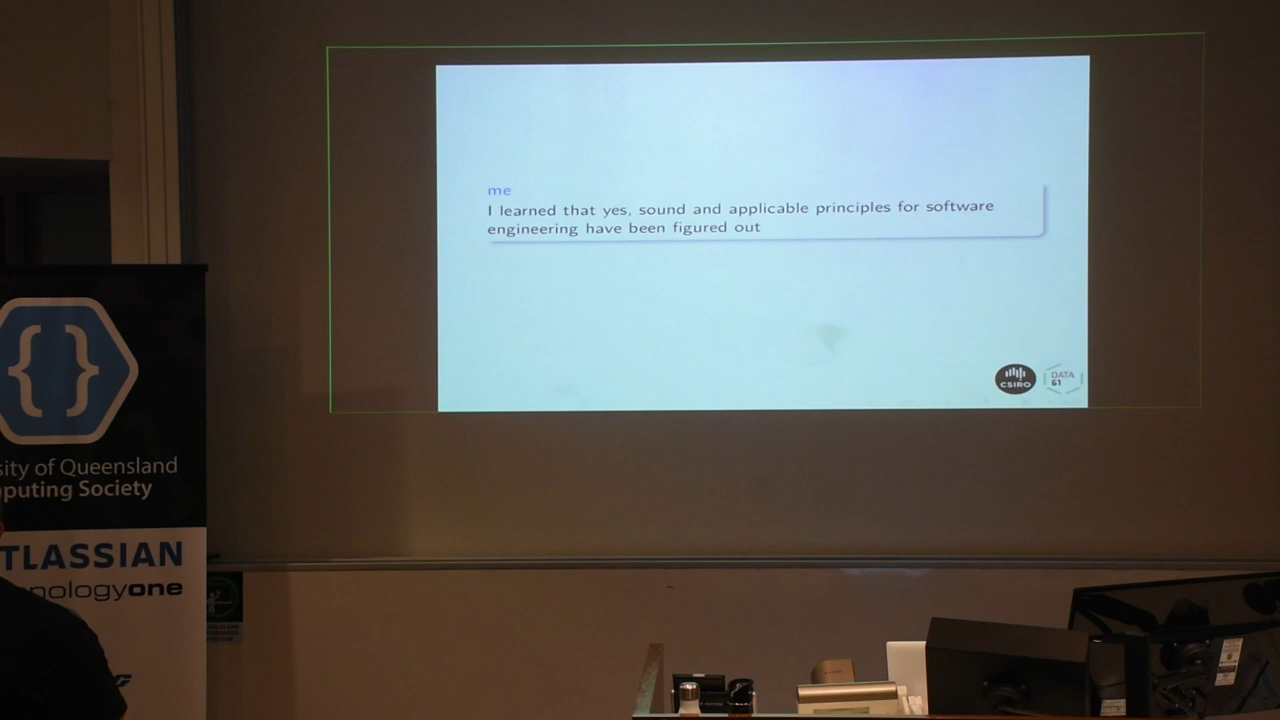 me
I learned that yes, sound and applicable principles for software
engineering have been figured out
CSIRO
DATA
61
{ }
sity of Queensland
puting Society
TLASSIAN
nologyone